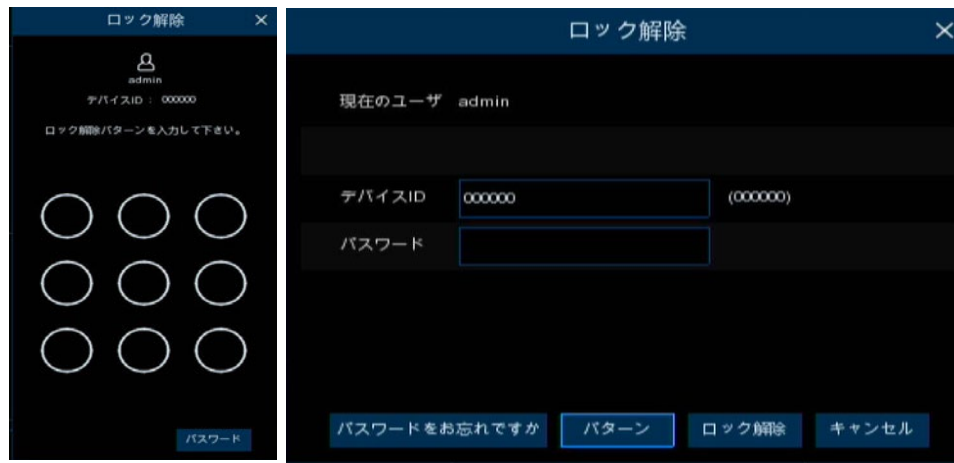 ロック解除 ×
admin
デバイスID： 000000
ロック解除パターンを入力して下さい。
パスワード
ロック解除 ×
現在のユーザ admin
デバイスID 000000 (000000)
パスワード
パスワードをお忘れですか パターン ロック解除 キャンセル